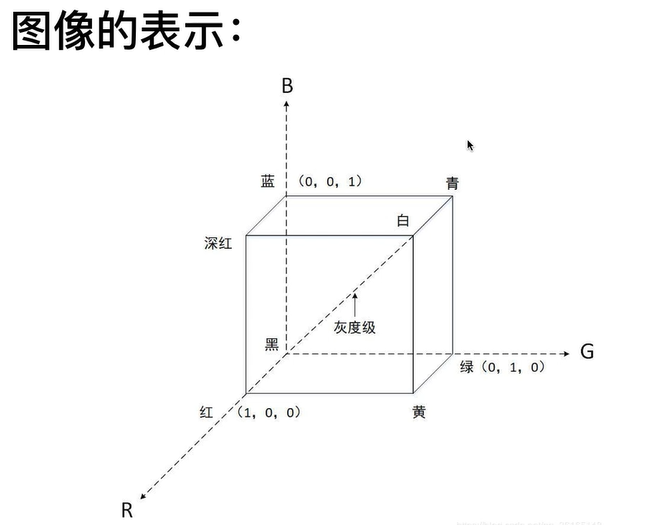 图像的表示：
B
蓝 （0，0，1）
青
白
深红
灰度级
黑
G
绿（0，1，0）
红 （1，0，0）
黄
R